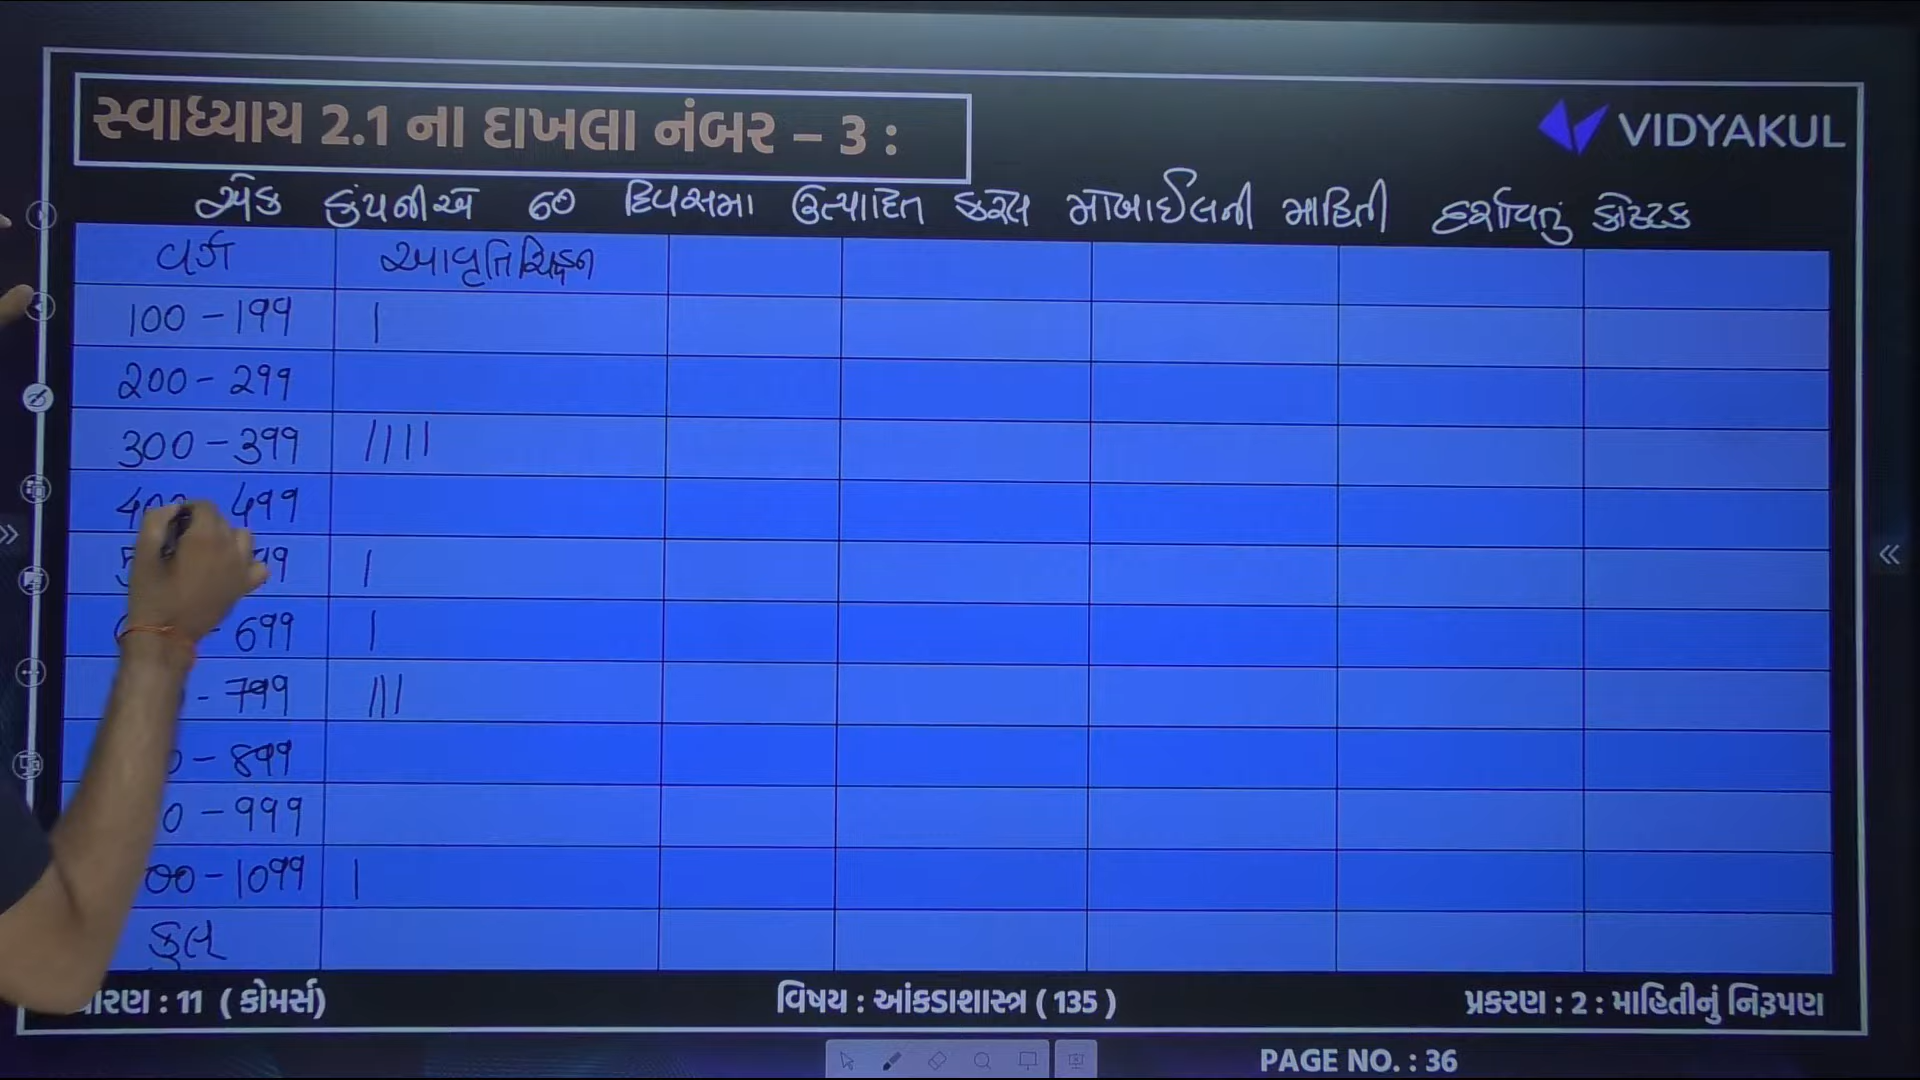 સ્વાધ્યાય 2.1 ના દાખલા નંબર – 3 :
VIDYAKUL
એક કંપનીએ 60 દિવસમા ઉત્પાદિત કરેલ મોબાઈલની માહિતી દર્શાવતું કોષ્ટક
વર્ગ આવૃત્તિ ચિહ્ન
100 – 199 |
200 – 299
300 – 399 ||||
499
|
- 699 |
- 799 |||
– 899
– 999
00 – 1099 |
કુલ
11 ( કોમર્સ)
વિષય : આંકડાશાસ્ત્ર ( 135 )
પ્રકરણ : 2 : માહિતીનું નિરૂપણ
PAGE NO. : 36